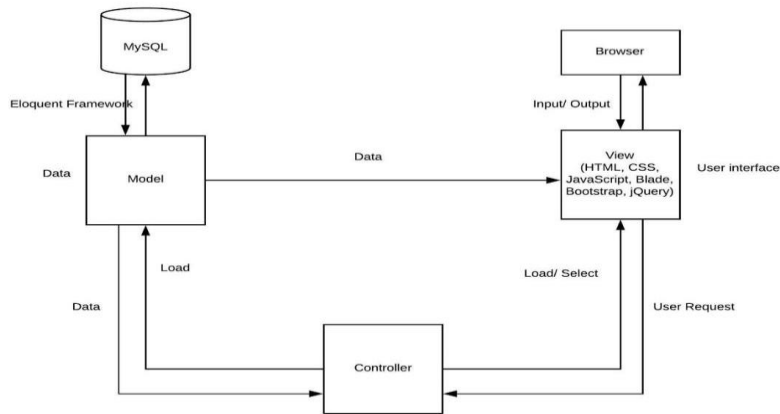 MySQL
Browser
Eloquent Framework
Input/ Output
Data
Model
Data
View
(HTML, CSS,
JavaScript, Blade,
Bootstrap, jQuery)
User interface
Load
Load/ Select
Data
User Request
Controller